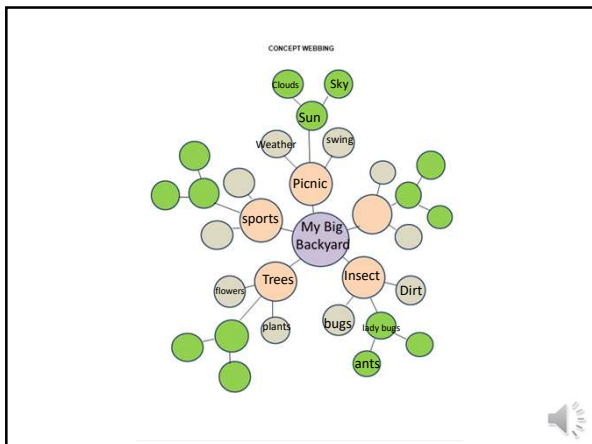 CONCEPT WEBBING
Clouds
Sky
Sun
Weather
swing
Picnic
sports
My Big
Backyard
Trees
Insect
flowers
Dirt
plants
bugs
lady bugs
ants